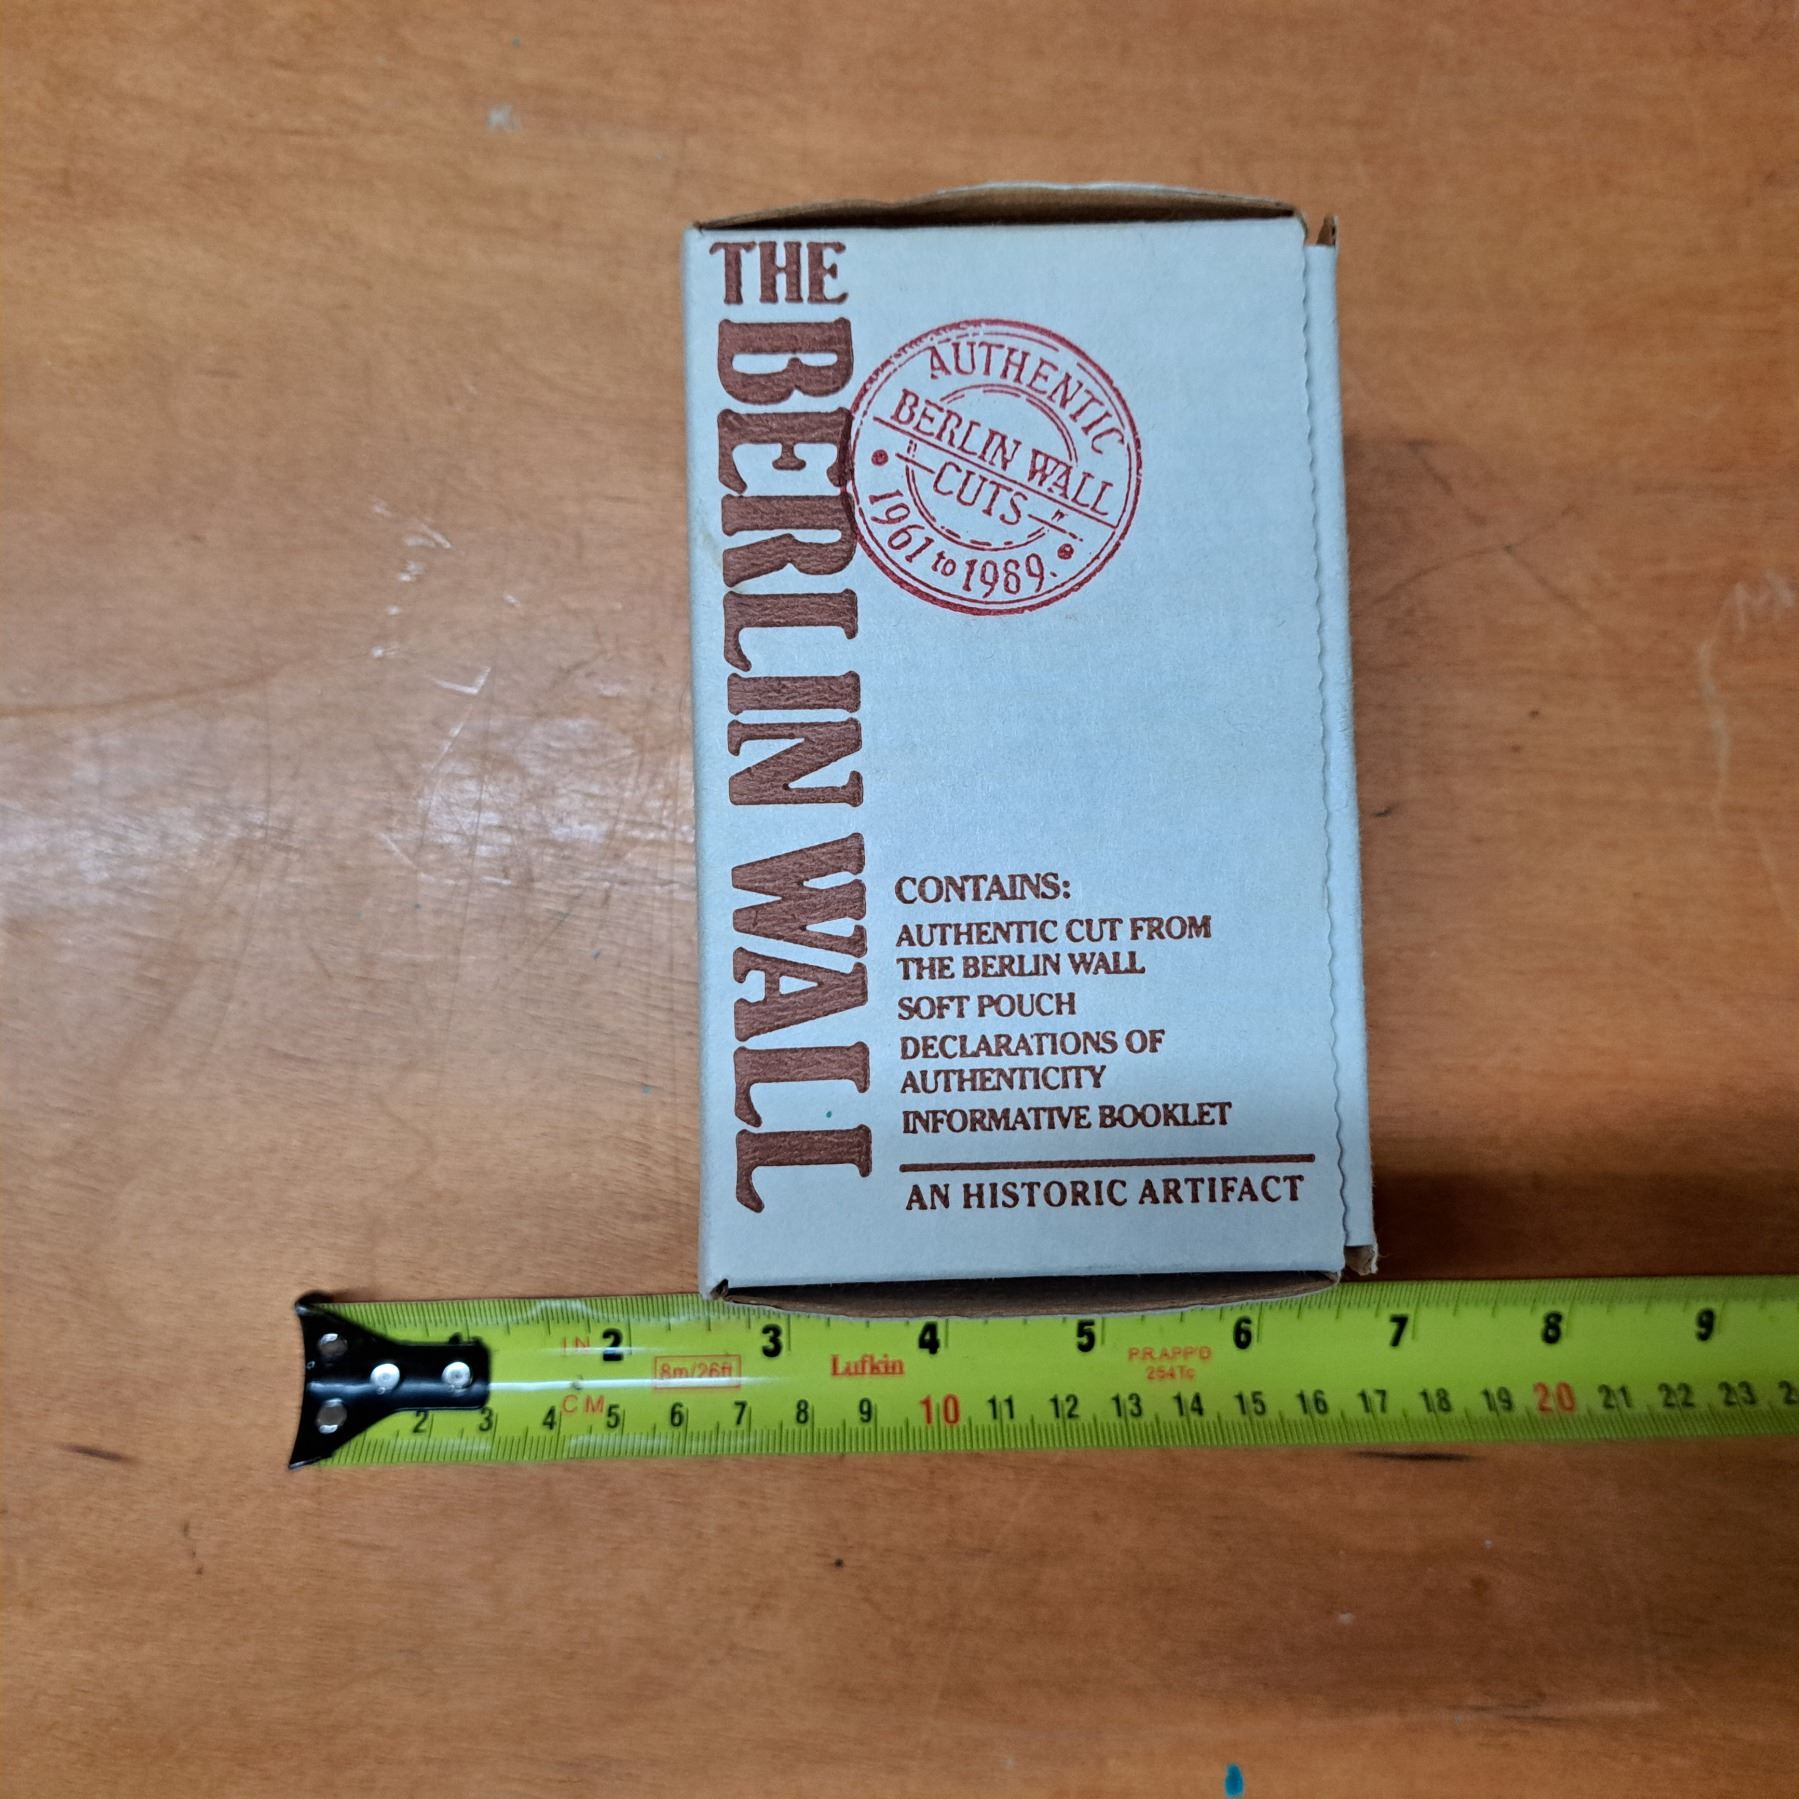 THE
BERLIN WALL
AUTHENTIC
BERLIN WALL
"CUTS"
1961 to 1989.
CONTAINS:
AUTHENTIC CUT FROM
THE BERLIN WALL
SOFT POUCH
DECLARATIONS OF
AUTHENTICITY
INFORMATIVE BOOKLET
AN HISTORIC ARTIFACT
1 IN 2 3 4 5 6 7 8 9
8m/26ft Lufkin P.R.APP'D
254Tc
CM
2 3 4 5 6 7 8 9 10 11 12 13 14 15 16 17 18 19 20 21 22 23